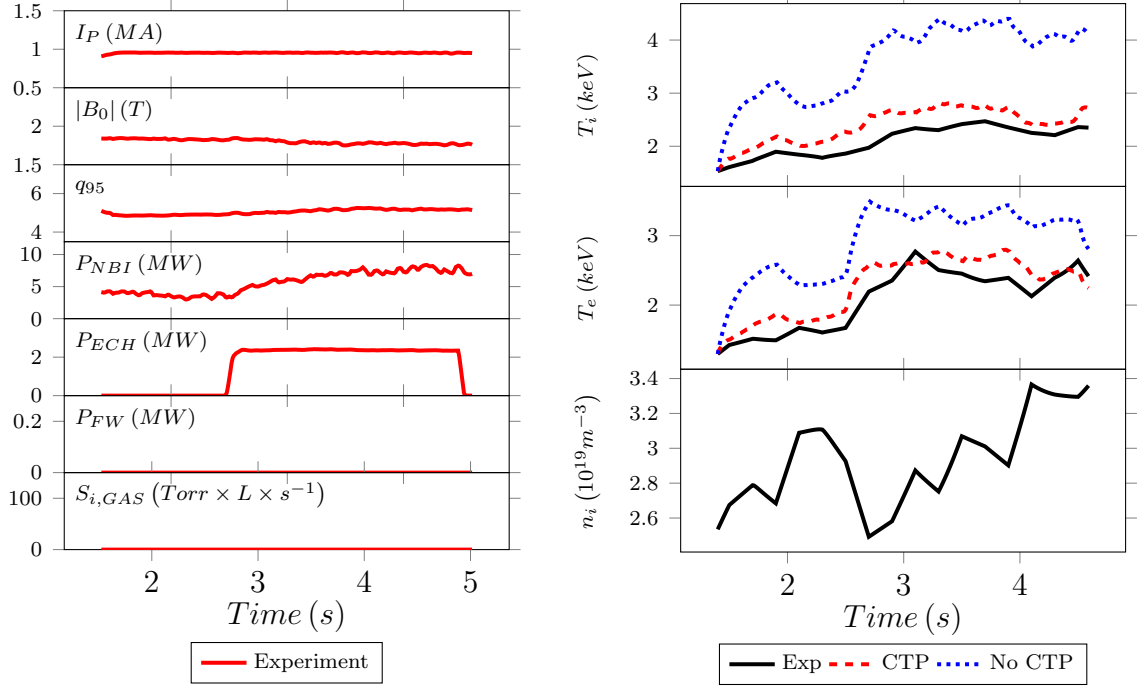 1.5
I_P (MA)
1
0.5
|B_0| (T)
2
1.5
q_95
6
4
10
P_NBI (MW)
5
0
P_ECH (MW)
2
0
P_FW (MW)
0.2
0
S_i,GAS (Torr × L × s^−1)
100
0
2 3 4 5
Time (s)
Experiment
4
3
2
T_i (keV)
3
2
T_e (keV)
3.4
3.2
3
2.8
2.6
n_i (10^19 m^−3)
2 3 4
Time (s)
Exp CTP No CTP